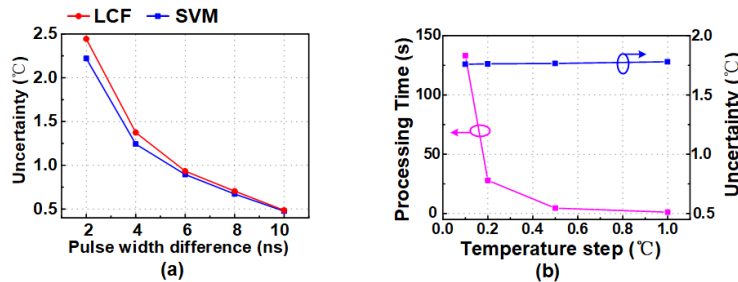 LCF SVM
2.5
2.0
1.5
1.0
0.5
2 4 6 8 10
Uncertainty (℃)
Pulse width difference (ns)
(a)
150
100
50
0
Processing Time (s)
2.0
1.5
1.0
0.5
Uncertainty (℃)
0.0 0.2 0.4 0.6 0.8 1.0
Temperature step (℃)
(b)